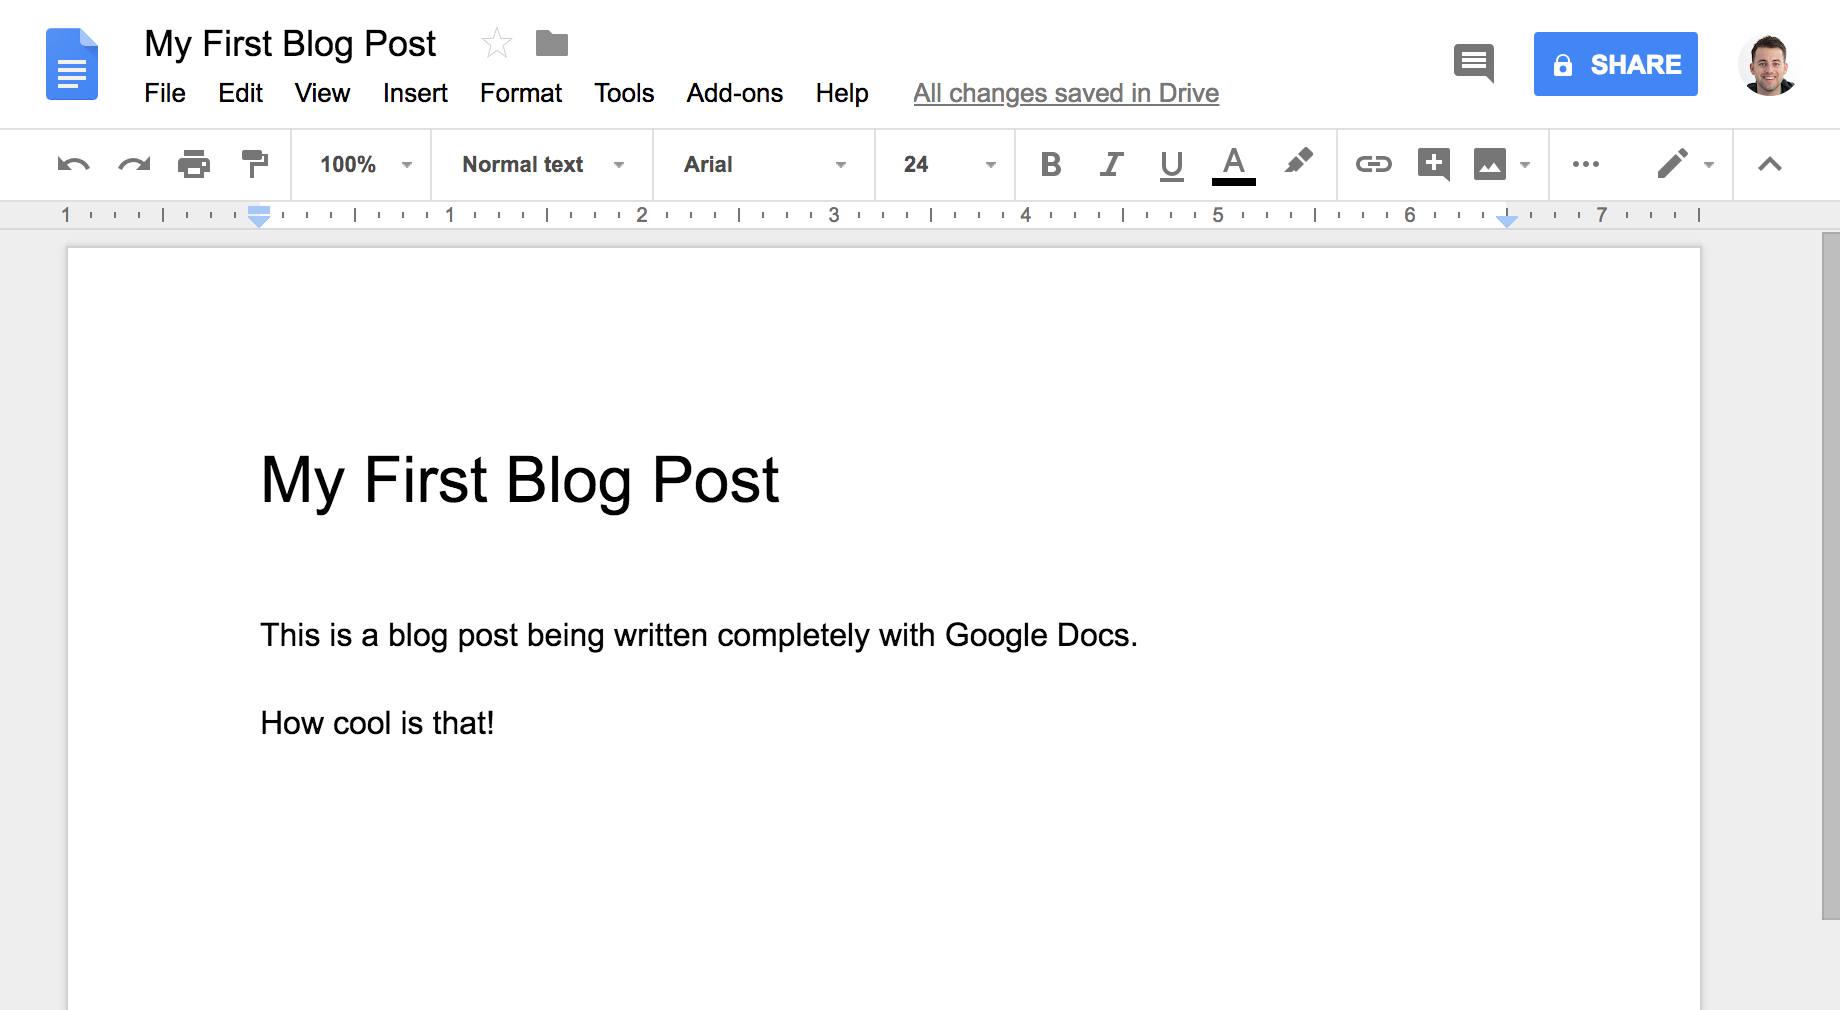 My First Blog Post
File Edit View Insert Format Tools Add-ons Help All changes saved in Drive
SHARE
100% Normal text Arial 24 B I U A
1 1 2 3 4 5 6 7
My First Blog Post
This is a blog post being written completely with Google Docs.
How cool is that!